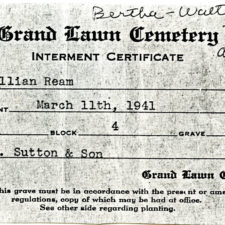 Bertha - Walt
Grand Lawn Cemetery
Interment Certificate
llian Ream
NT March 11th, 1941
4
BLOCK GRAVE
. Sutton & Son
Grand Lawn C
his grave must be in accordance with the present or ame
regulations, copy of which may be had at office.
See other side regarding planting.